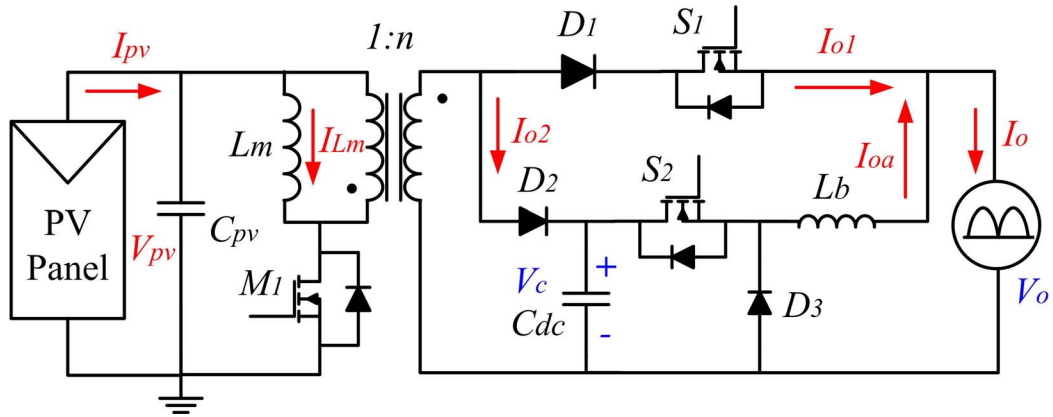 Ipv
1:n
D1
S1
Io1
Lm
ILm
Io2
Ioa
Io
D2
S2
Lb
PV
Panel
Vpv
Cpv
M1
Vc
+
Cdc
-
D3
Vo